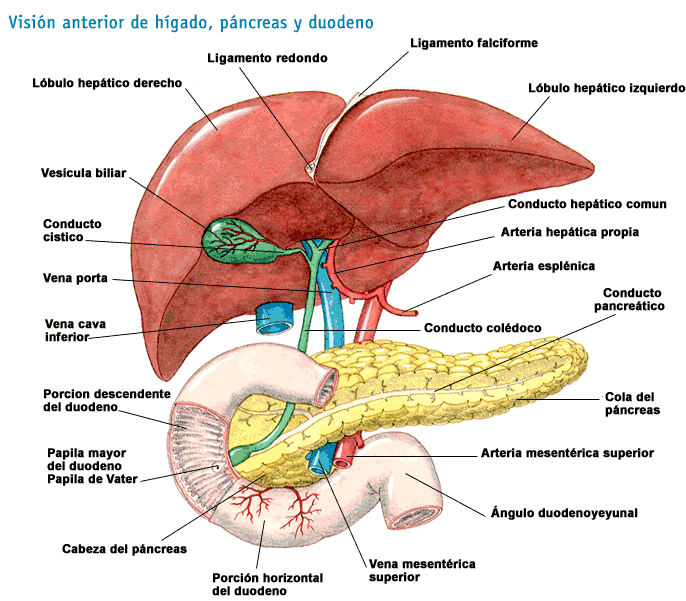 Visión anterior de hígado, páncreas y duodeno
Ligamento falciforme
Ligamento redondo
Lóbulo hepático derecho
Lóbulo hepático izquierdo
Vesícula biliar
Conducto hepático comun
Conducto
cistico
Arteria hepática propia
Arteria esplénica
Vena porta
Conducto
pancreático
Vena cava
inferior
Conducto colédoco
Porcion descendente
del duodeno
Cola del
páncreas
Papila mayor
del duodeno
Papila de Vater
Arteria mesentérica superior
Ángulo duodenoyeyunal
Cabeza del páncreas
Vena mesentérica
superior
Porción horizontal
del duodeno